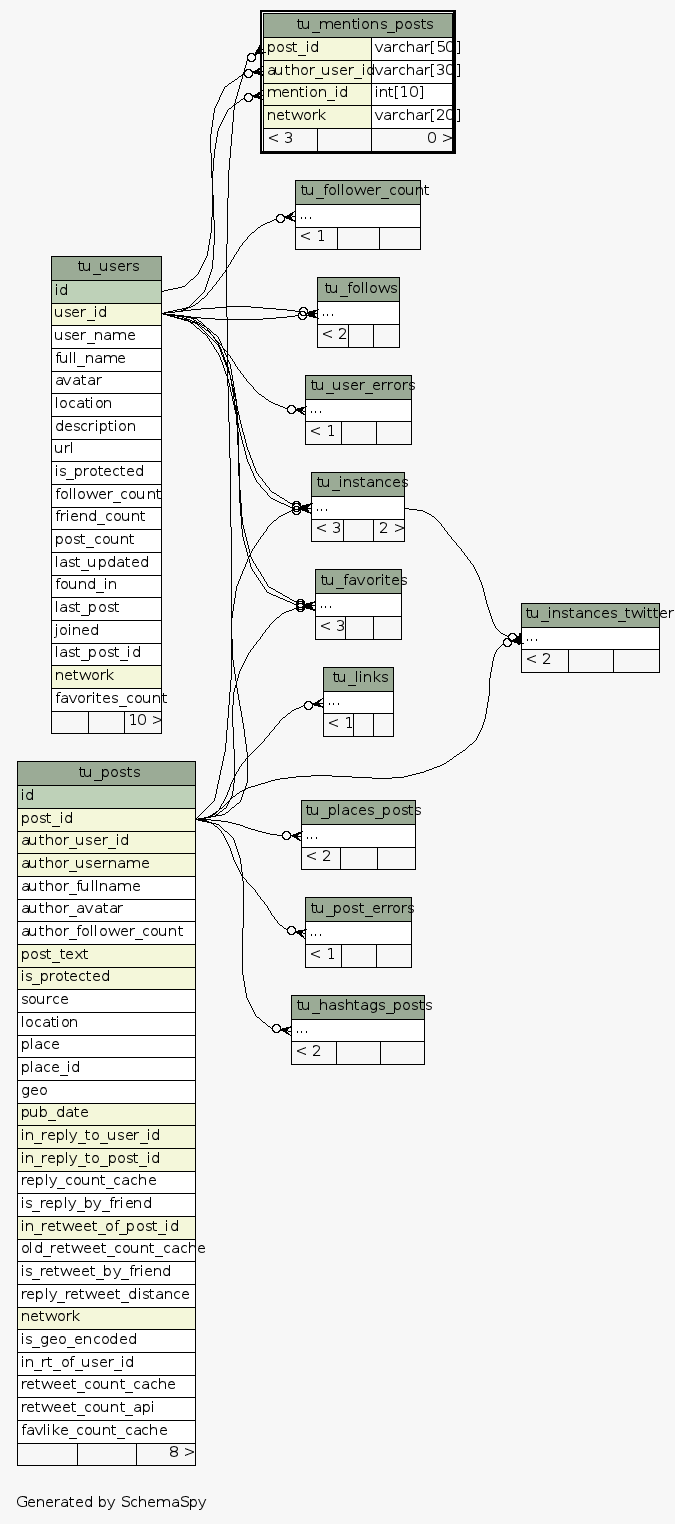 tu_mentions_posts
post_id varchar[50]
author_user_id varchar[30]
mention_id int[10]
network varchar[20]
< 3 0 >
tu_follower_count
...
< 1
tu_users
id
user_id
user_name
full_name
avatar
location
description
url
is_protected
follower_count
friend_count
post_count
last_updated
found_in
last_post
joined
last_post_id
network
favorites_count
10 >
tu_follows
...
< 2
tu_user_errors
...
< 1
tu_instances
...
< 3 2 >
tu_favorites
...
< 3
tu_instances_twitter
...
< 2
tu_links
...
< 1
tu_posts
id
post_id
author_user_id
author_username
author_fullname
author_avatar
author_follower_count
post_text
is_protected
source
location
place
place_id
geo
pub_date
in_reply_to_user_id
in_reply_to_post_id
reply_count_cache
is_reply_by_friend
in_retweet_of_post_id
old_retweet_count_cache
is_retweet_by_friend
reply_retweet_distance
network
is_geo_encoded
in_rt_of_user_id
retweet_count_cache
retweet_count_api
favlike_count_cache
8 >
tu_places_posts
...
< 2
tu_post_errors
...
< 1
tu_hashtags_posts
...
< 2
Generated by SchemaSpy